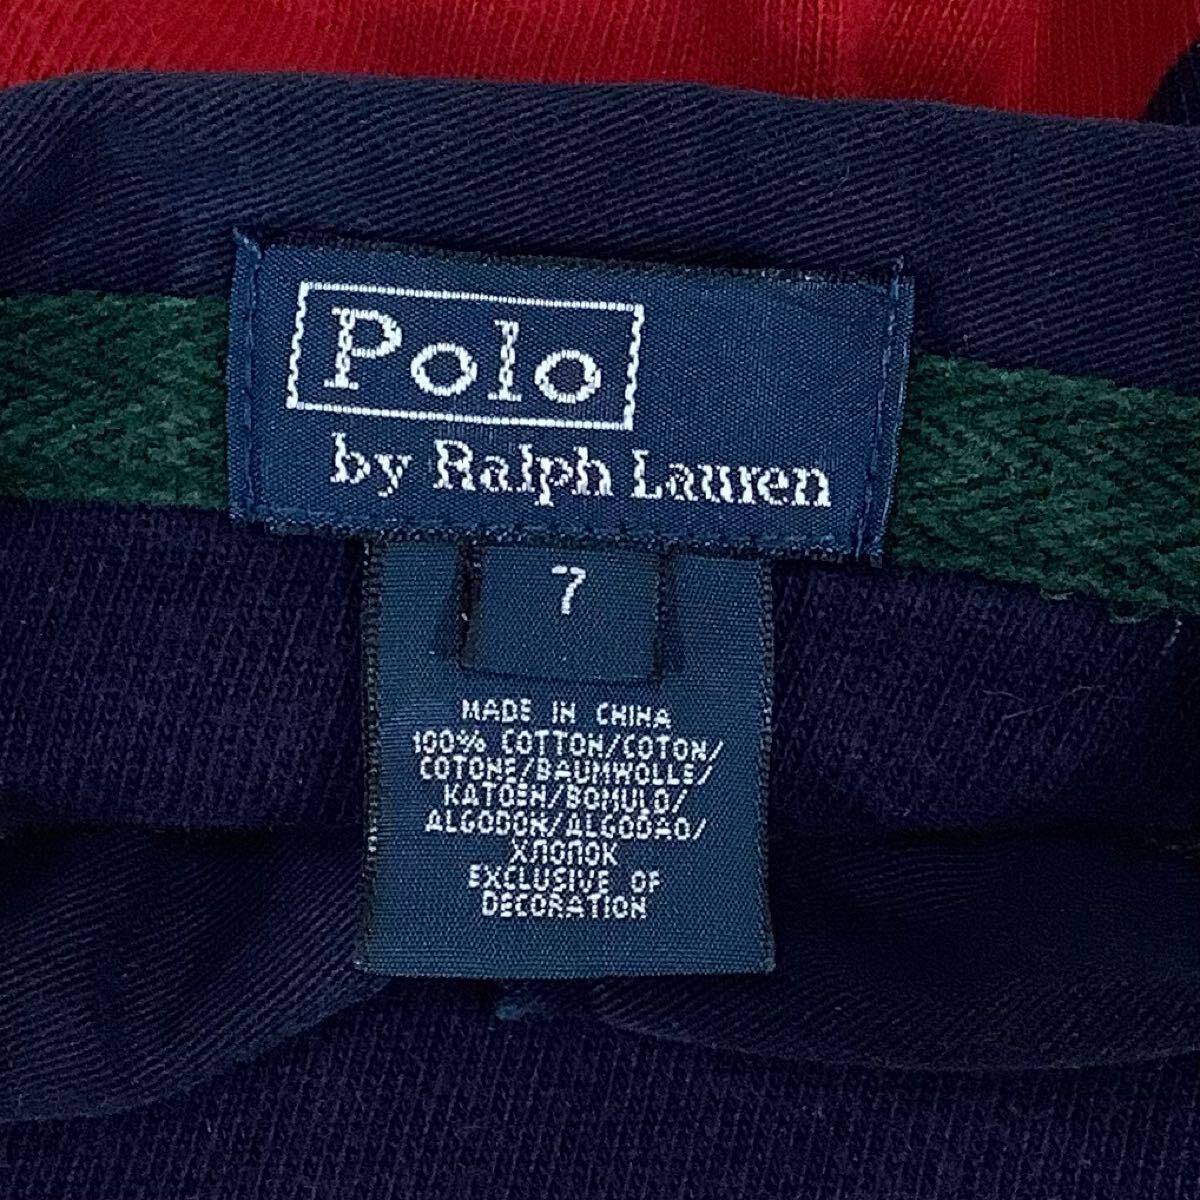 Polo
by Ralph Lauren
7
MADE IN CHINA
100% COTTON/COTON/
COTONE/BAUMWOLLE/
KATOEN/BOMULD/
ALGODON/ALGODAO/
ХЛОПОК
EXCLUSIVE OF
DECORATION